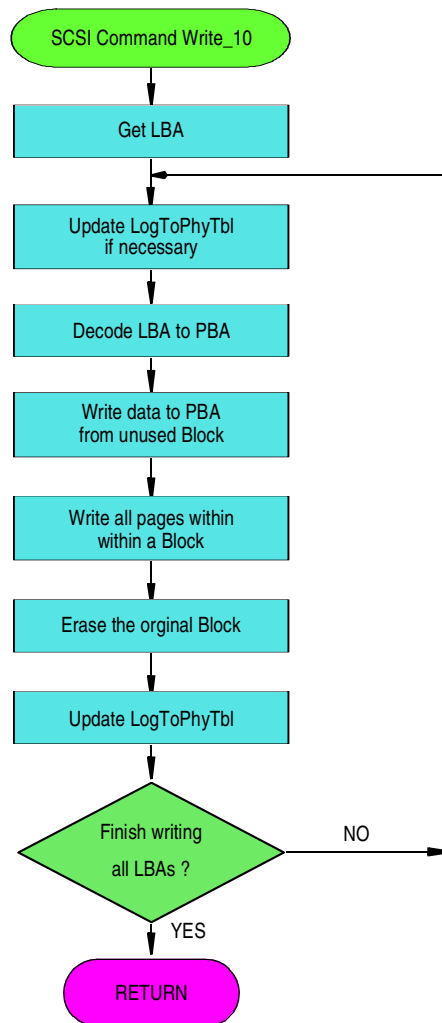 SCSI Command Write_10
Get LBA
Update LogToPhyTbl
if necessary
Decode LBA to PBA
Write data to PBA
from unused Block
Write all pages within
within a Block
Erase the orginal Block
Update LogToPhyTbl
Finish writing
all LBAs ?
NO
YES
RETURN